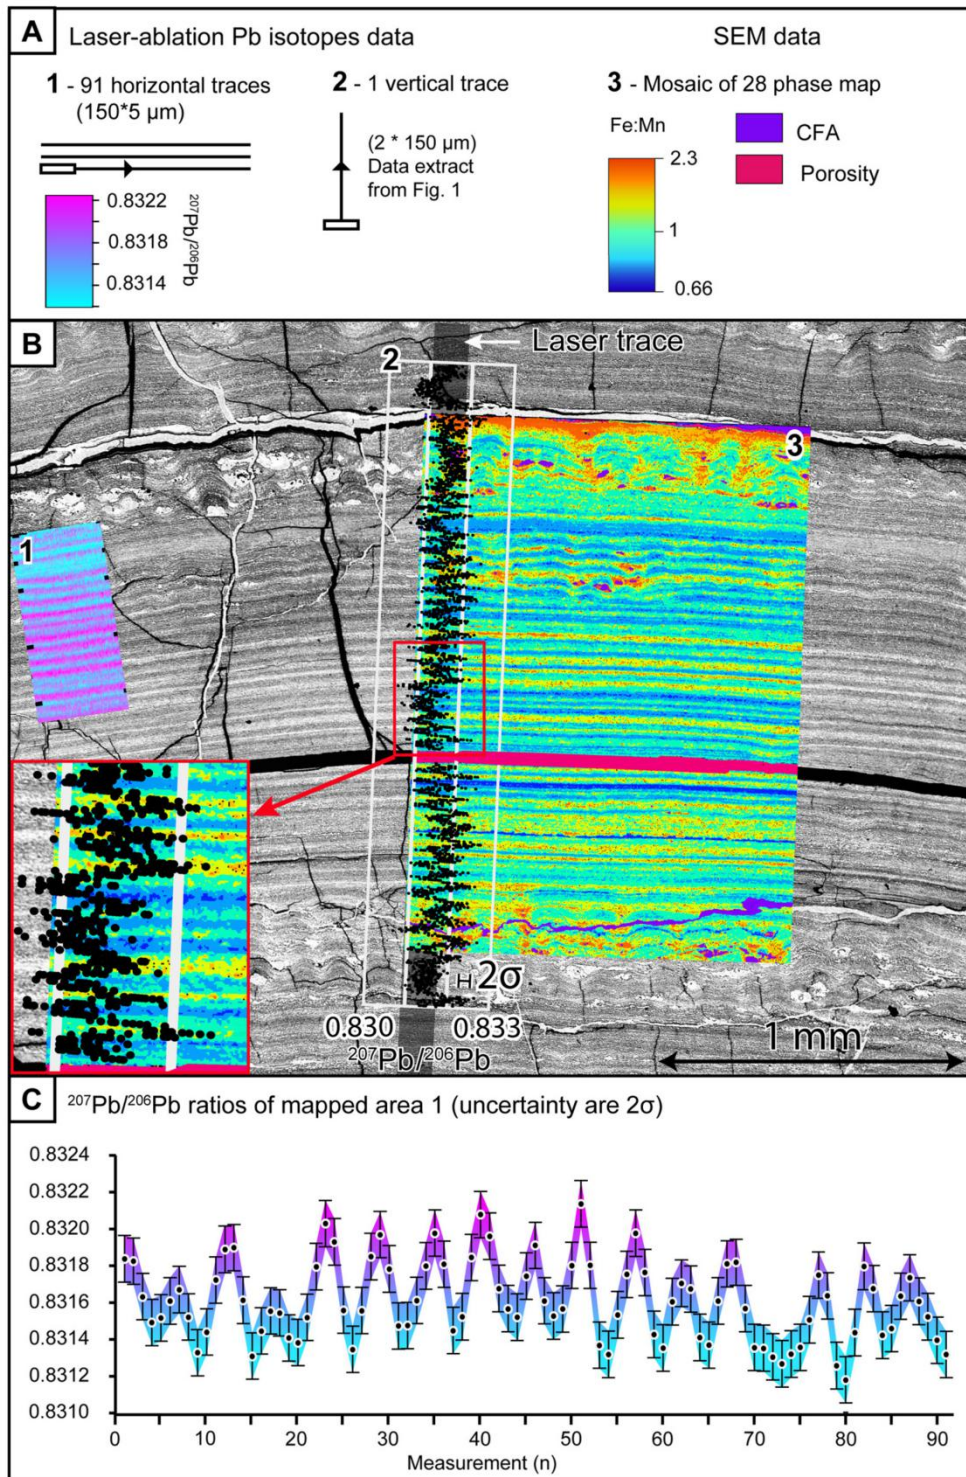 A
Laser-ablation Pb isotopes data
SEM data
1 - 91 horizontal traces
(150*5 µm)
2 - 1 vertical trace
(2 * 150 µm)
Data extract
from Fig. 1
3 - Mosaic of 28 phase map
Fe:Mn
2.3
1
0.66
CFA
Porosity
0.8322
0.8318
0.8314
²⁰⁷Pb/²⁰⁶Pb
B
2
Laser trace
3
1
H 2σ
0.830
0.833
²⁰⁷Pb/²⁰⁶Pb
1 mm
C
²⁰⁷Pb/²⁰⁶Pb ratios of mapped area 1 (uncertainty are 2σ)
0.8324
0.8322
0.8320
0.8318
0.8316
0.8314
0.8312
0.8310
0 10 20 30 40 50 60 70 80 90
Measurement (n)